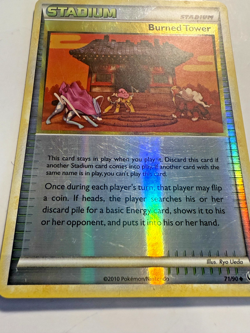 STADIUM
STADIUM
Burned Tower
This card stays in play when you play it. Discard this card if
another Stadium card comes into play. If another card with the
same name is in play, you can't play this card.
Once during each player's turn, that player may flip
a coin. If heads, the player searches his or her
discard pile for a basic Energy card, shows it to his
or her opponent, and puts it into his or her hand.
Illus. Ryo Ueda
©2010 Pokémon/Nintendo
71/90